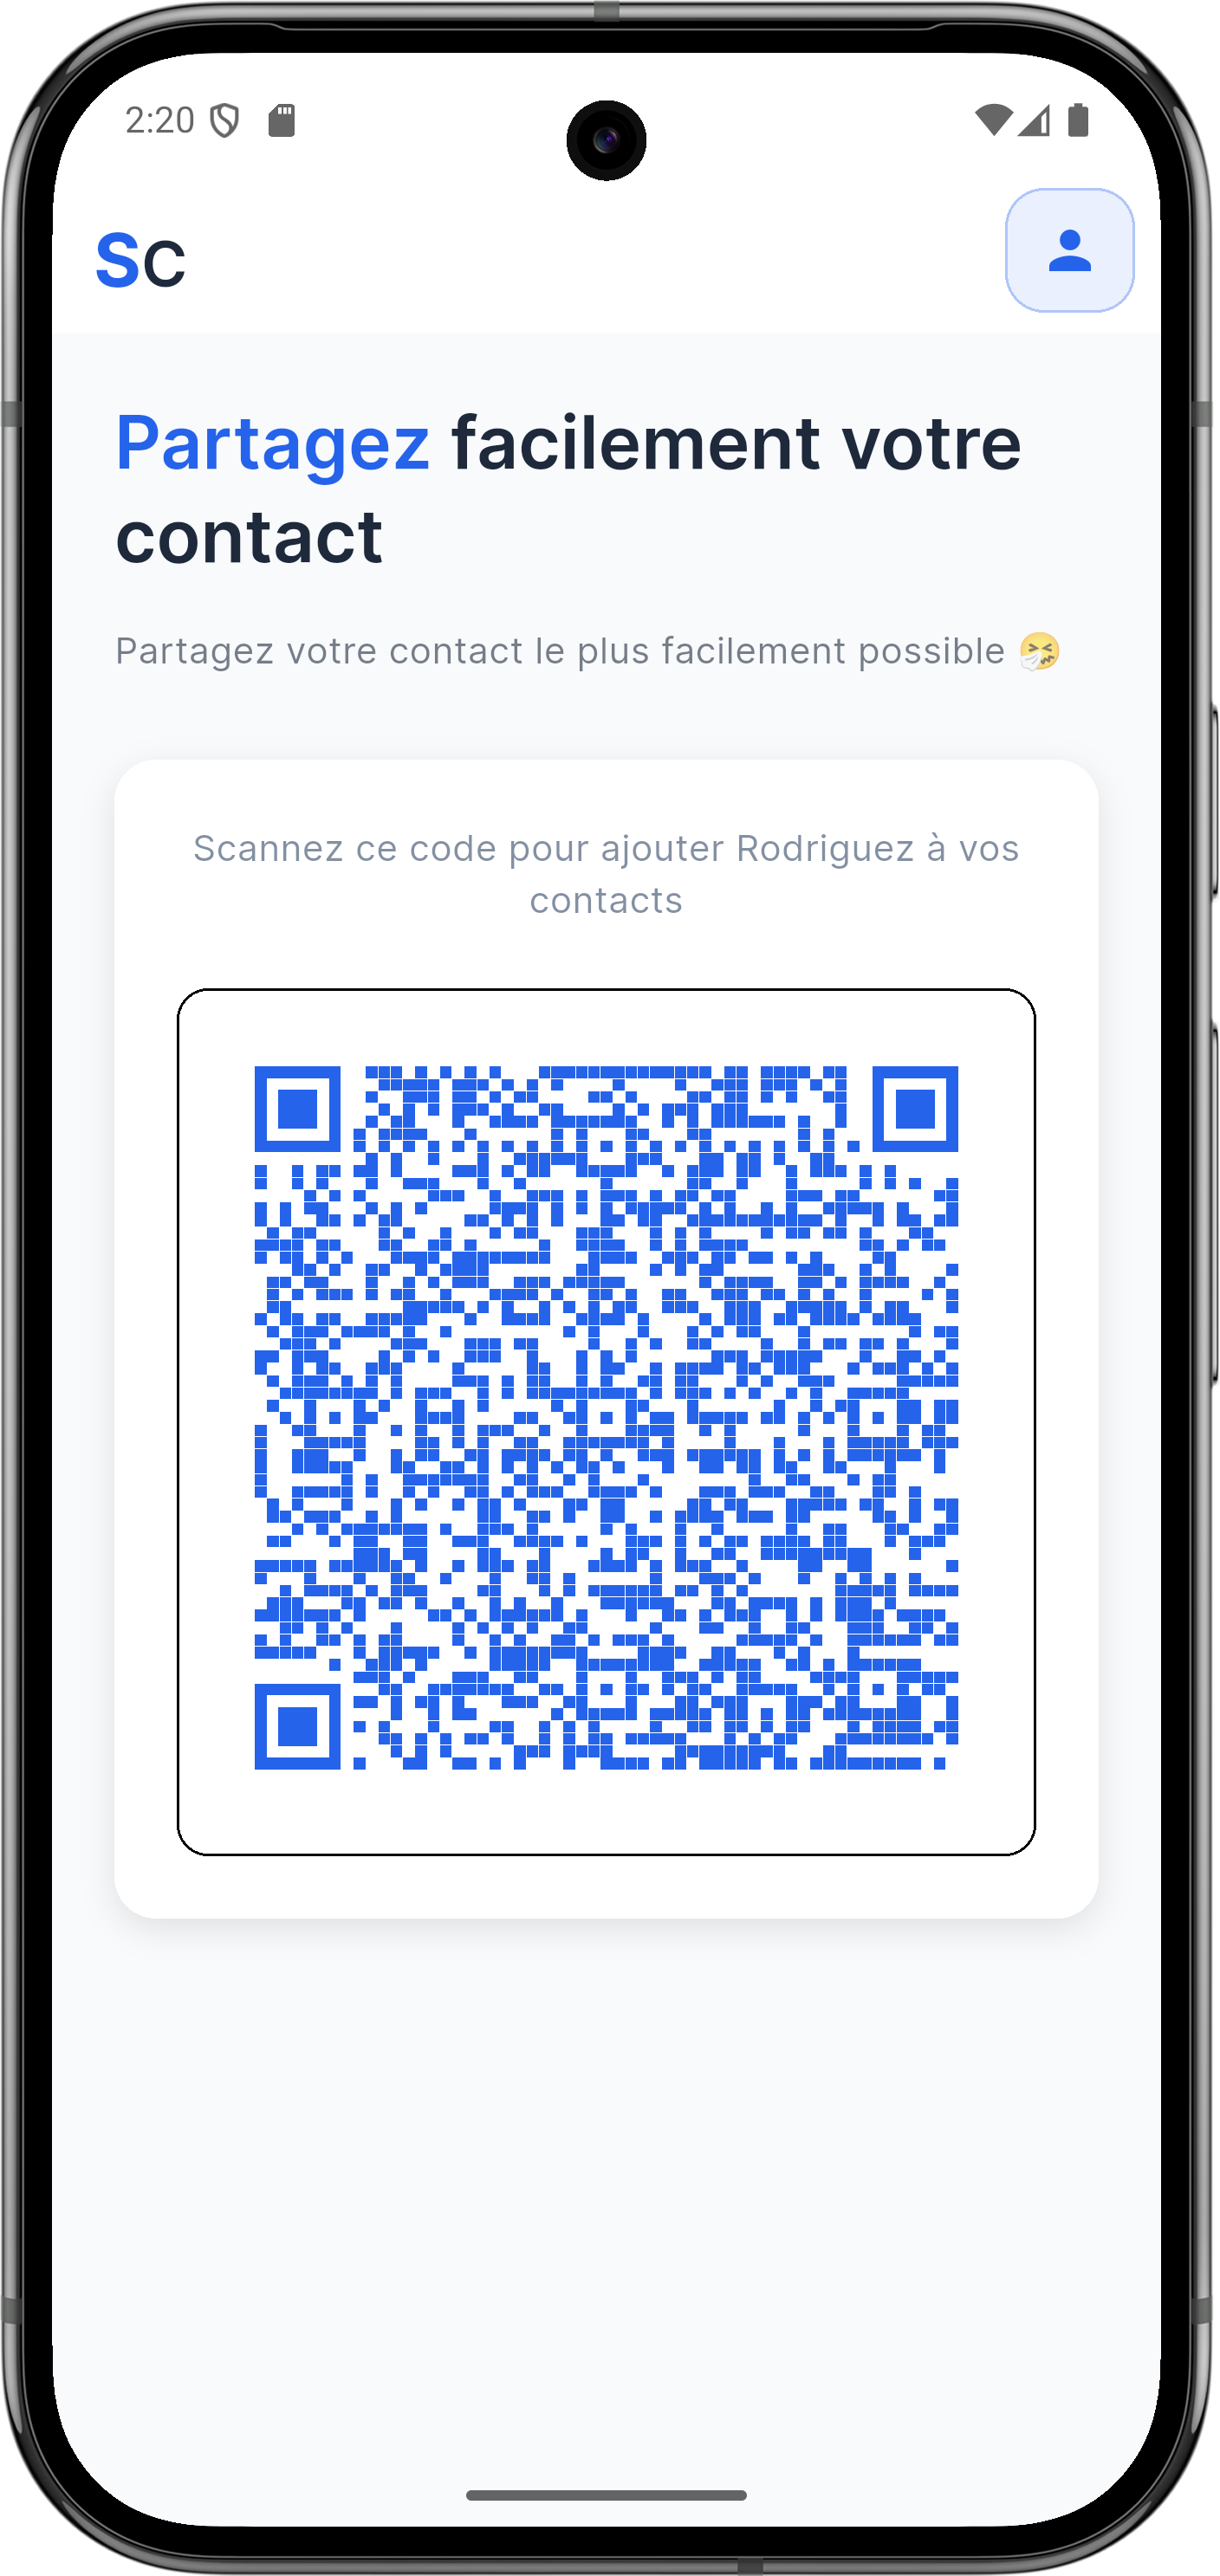 2:20
Sc
Partagez facilement votre
contact
Partagez votre contact le plus facilement possible 🤧
Scannez ce code pour ajouter Rodriguez à vos
contacts